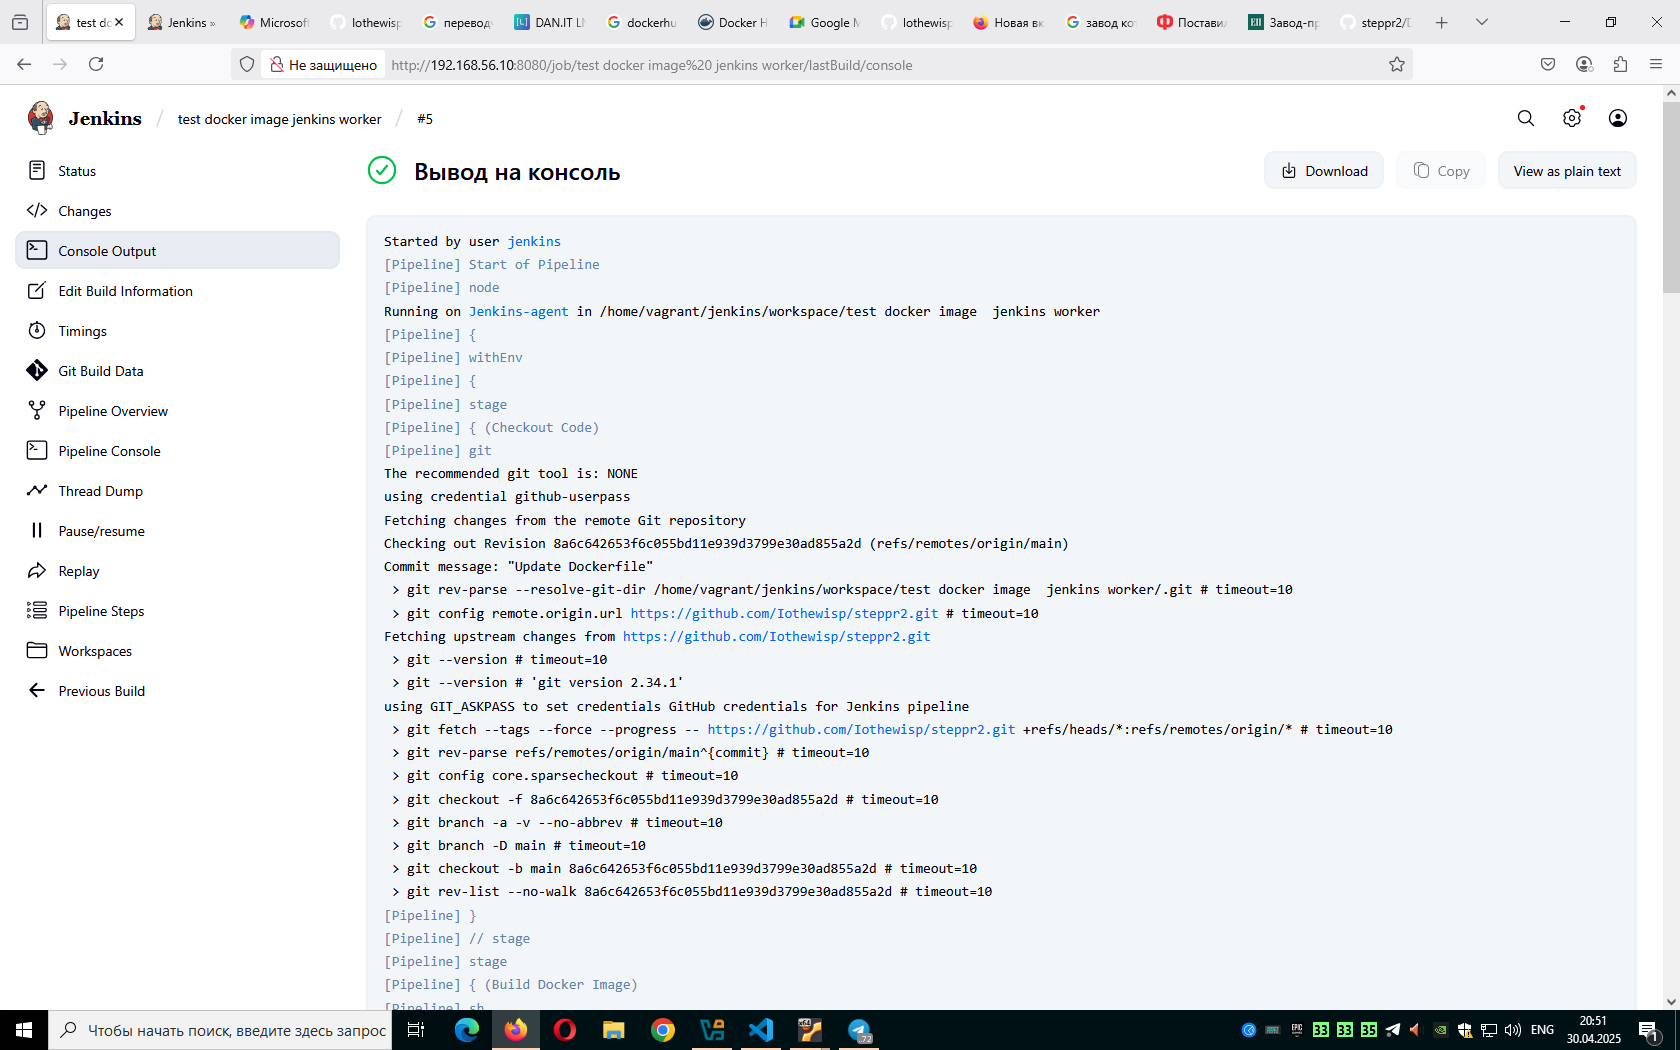 test dc
Jenkins »
Microsof
Iothewisp
перевод
DAN.IT L
dockerhu
Docker H
Google M
Iothewisp
Новая вк
завод ко
Постави
Завод-пр
steppr2/D
Не защищено
http://192.168.56.10:8080/job/test docker image%20 jenkins worker/lastBuild/console
Jenkins / test docker image jenkins worker / #5
Status
Changes
Console Output
Edit Build Information
Timings
Git Build Data
Pipeline Overview
Pipeline Console
Thread Dump
Pause/resume
Replay
Pipeline Steps
Workspaces
Previous Build
Вывод на консоль
Download
Copy
View as plain text
Started by user jenkins
[Pipeline] Start of Pipeline
[Pipeline] node
Running on Jenkins-agent in /home/vagrant/jenkins/workspace/test docker image  jenkins worker
[Pipeline] {
[Pipeline] withEnv
[Pipeline] {
[Pipeline] stage
[Pipeline] { (Checkout Code)
[Pipeline] git
The recommended git tool is: NONE
using credential github-userpass
Fetching changes from the remote Git repository
Checking out Revision 8a6c642653f6c055bd11e939d3799e30ad855a2d (refs/remotes/origin/main)
Commit message: "Update Dockerfile"
> git rev-parse --resolve-git-dir /home/vagrant/jenkins/workspace/test docker image  jenkins worker/.git # timeout=10
> git config remote.origin.url https://github.com/Iothewisp/steppr2.git # timeout=10
Fetching upstream changes from https://github.com/Iothewisp/steppr2.git
> git --version # timeout=10
> git --version # 'git version 2.34.1'
using GIT_ASKPASS to set credentials GitHub credentials for Jenkins pipeline
> git fetch --tags --force --progress -- https://github.com/Iothewisp/steppr2.git +refs/heads/*:refs/remotes/origin/* # timeout=10
> git rev-parse refs/remotes/origin/main^{commit} # timeout=10
> git config core.sparsecheckout # timeout=10
> git checkout -f 8a6c642653f6c055bd11e939d3799e30ad855a2d # timeout=10
> git branch -a -v --no-abbrev # timeout=10
> git branch -D main # timeout=10
> git checkout -b main 8a6c642653f6c055bd11e939d3799e30ad855a2d # timeout=10
> git rev-list --no-walk 8a6c642653f6c055bd11e939d3799e30ad855a2d # timeout=10
[Pipeline] }
[Pipeline] // stage
[Pipeline] stage
[Pipeline] { (Build Docker Image)
[Pipeline] sh
Чтобы начать поиск, введите здесь запрос
72
33
33
35
ENG
20:51
30.04.2025
1